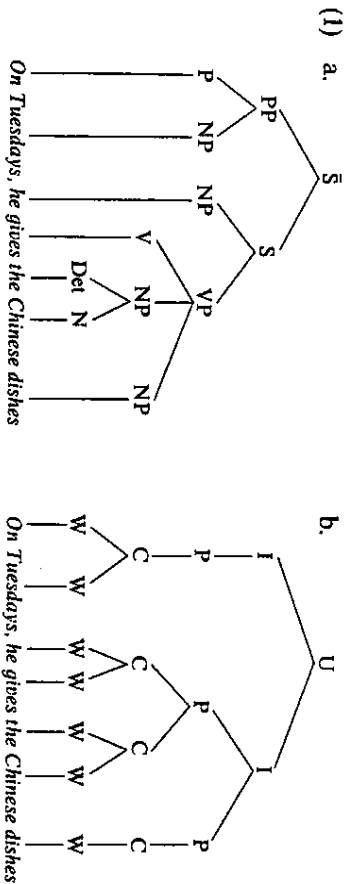 (1) a.
S̄
PP S
P NP NP VP
V NP NP
Det N
On Tuesdays, he gives the Chinese dishes
b.
U
I I
P P P
C C C C
W W W W W W W
On Tuesdays, he gives the Chinese dishes